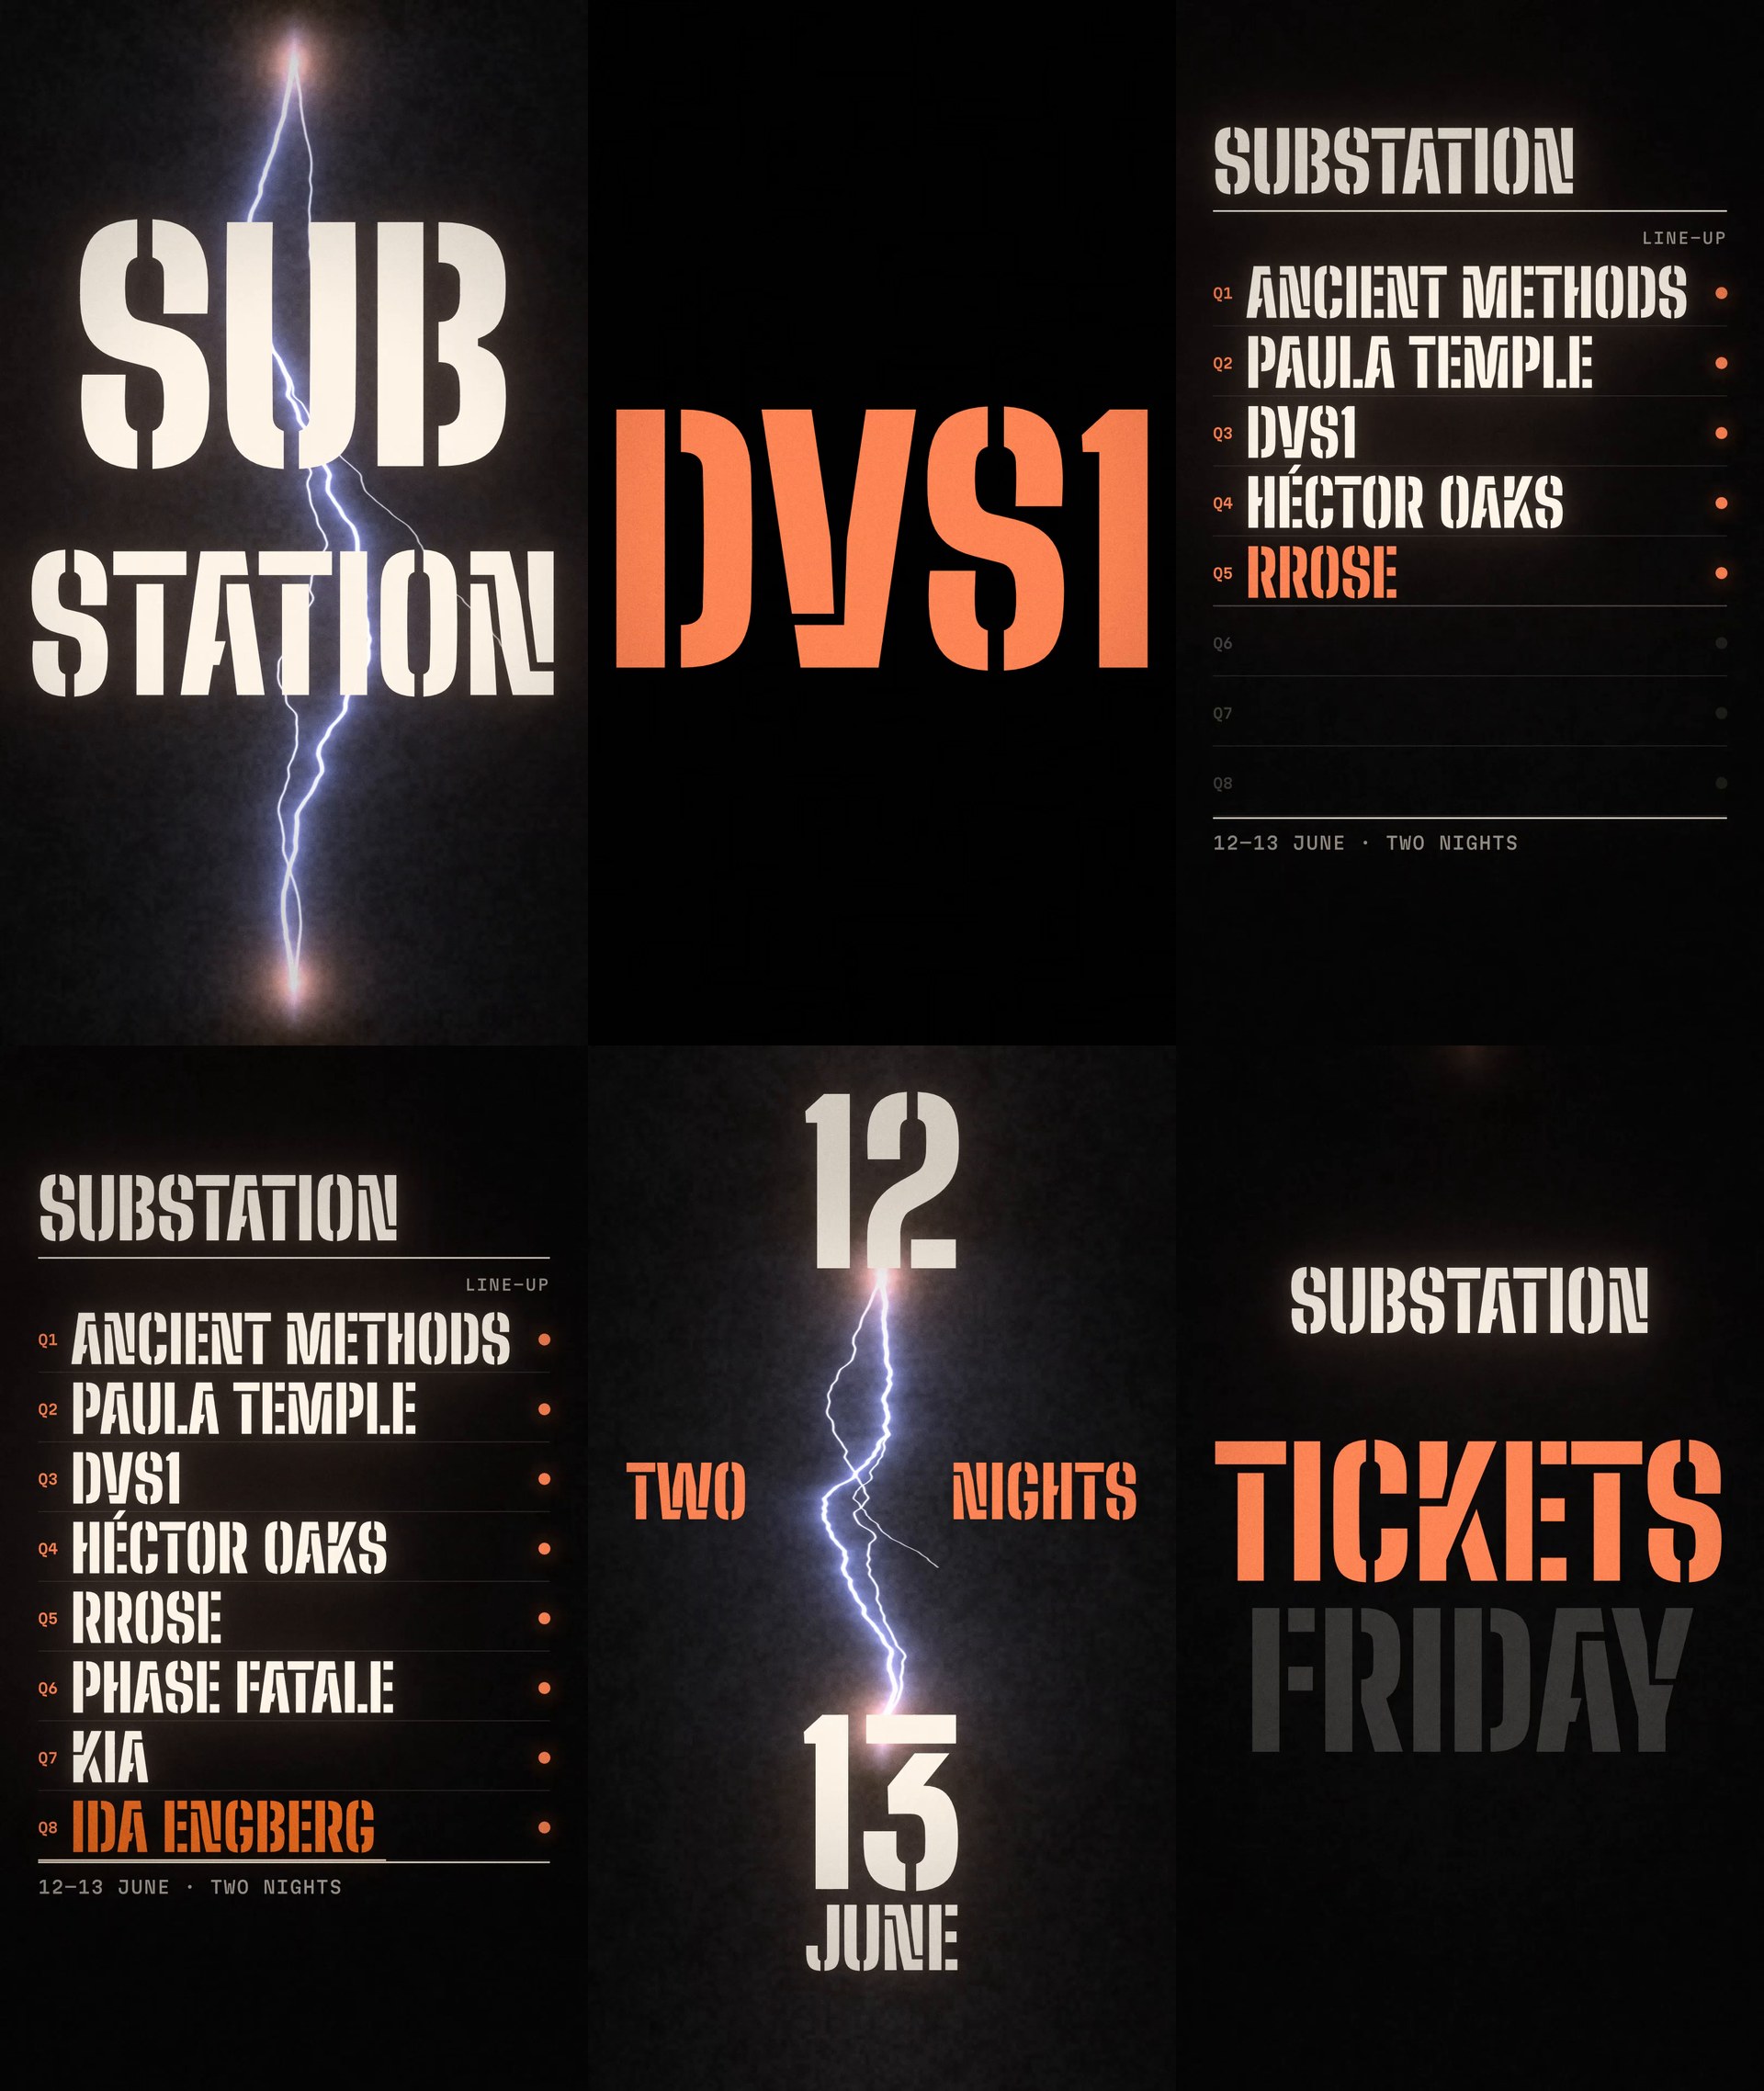 SUB
STATION
DVS1
SUBSTATION
LINE-UP
Q1 ANCIENT METHODS
Q2 PAULA TEMPLE
Q3 DVS1
Q4 HÉCTOR OAKS
Q5 RROSE
Q6
Q7
Q8
12–13 JUNE · TWO NIGHTS
SUBSTATION
LINE-UP
Q1 ANCIENT METHODS
Q2 PAULA TEMPLE
Q3 DVS1
Q4 HÉCTOR OAKS
Q5 RROSE
Q6 PHASE FATALE
Q7 KIA
Q8 IDA ENGBERG
12–13 JUNE · TWO NIGHTS
12
TWO NIGHTS
13
JUNE
SUBSTATION
TICKETS
FRIDAY